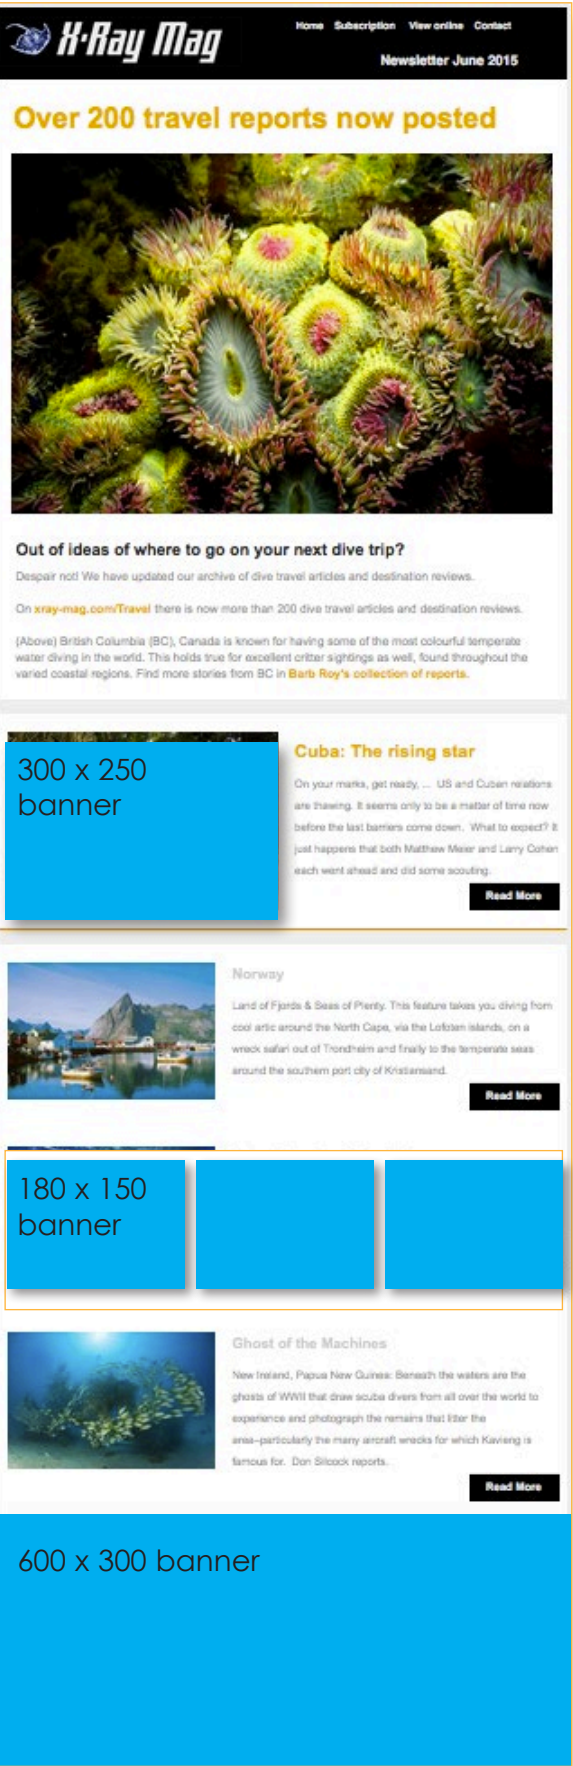 X-Ray Mag
Home Subscription View online Contact
Newsletter June 2015
Over 200 travel reports now posted
Out of ideas of where to go on your next dive trip?
Despair not! We have updated our archive of dive travel articles and destination reviews.
On xray-mag.com/Travel there is now more than 200 dive travel articles and destination reviews.
(Above) British Columbia (BC), Canada is known for having some of the most colourful temperate
water diving in the world. This holds true for excellent critter sightings as well, found throughout the
varied coastal regions. Find more stories from BC in Barb Roy's collection of reports.
300 x 250
banner
Cuba: The rising star
On your marks, get ready, ... US and Cuban relations
are thawing. It seems only to be a matter of time now
before the last barriers come down. What to expect? It
just happens that both Matthew Meier and Larry Cohen
each went ahead and did some scouting.
Read More
Norway
Land of Fjords & Seas of Plenty. This feature takes you diving from
cool artic around the North Cape, via the Lofoten islands, on a
wreck safari out of Trondheim and finally to the temperate seas
around the southern port city of Kristiansand.
Read More
180 x 150
banner
Ghost of the Machines
New Ireland, Papua New Guinea: Beneath the waters are the
ghosts of WWII that draw scuba divers from all over the world to
experience and photograph the remains that litter the
area--particularly the many aircraft wrecks for which Kavieng is
famous for. Don Silcock reports.
Read More
600 x 300 banner